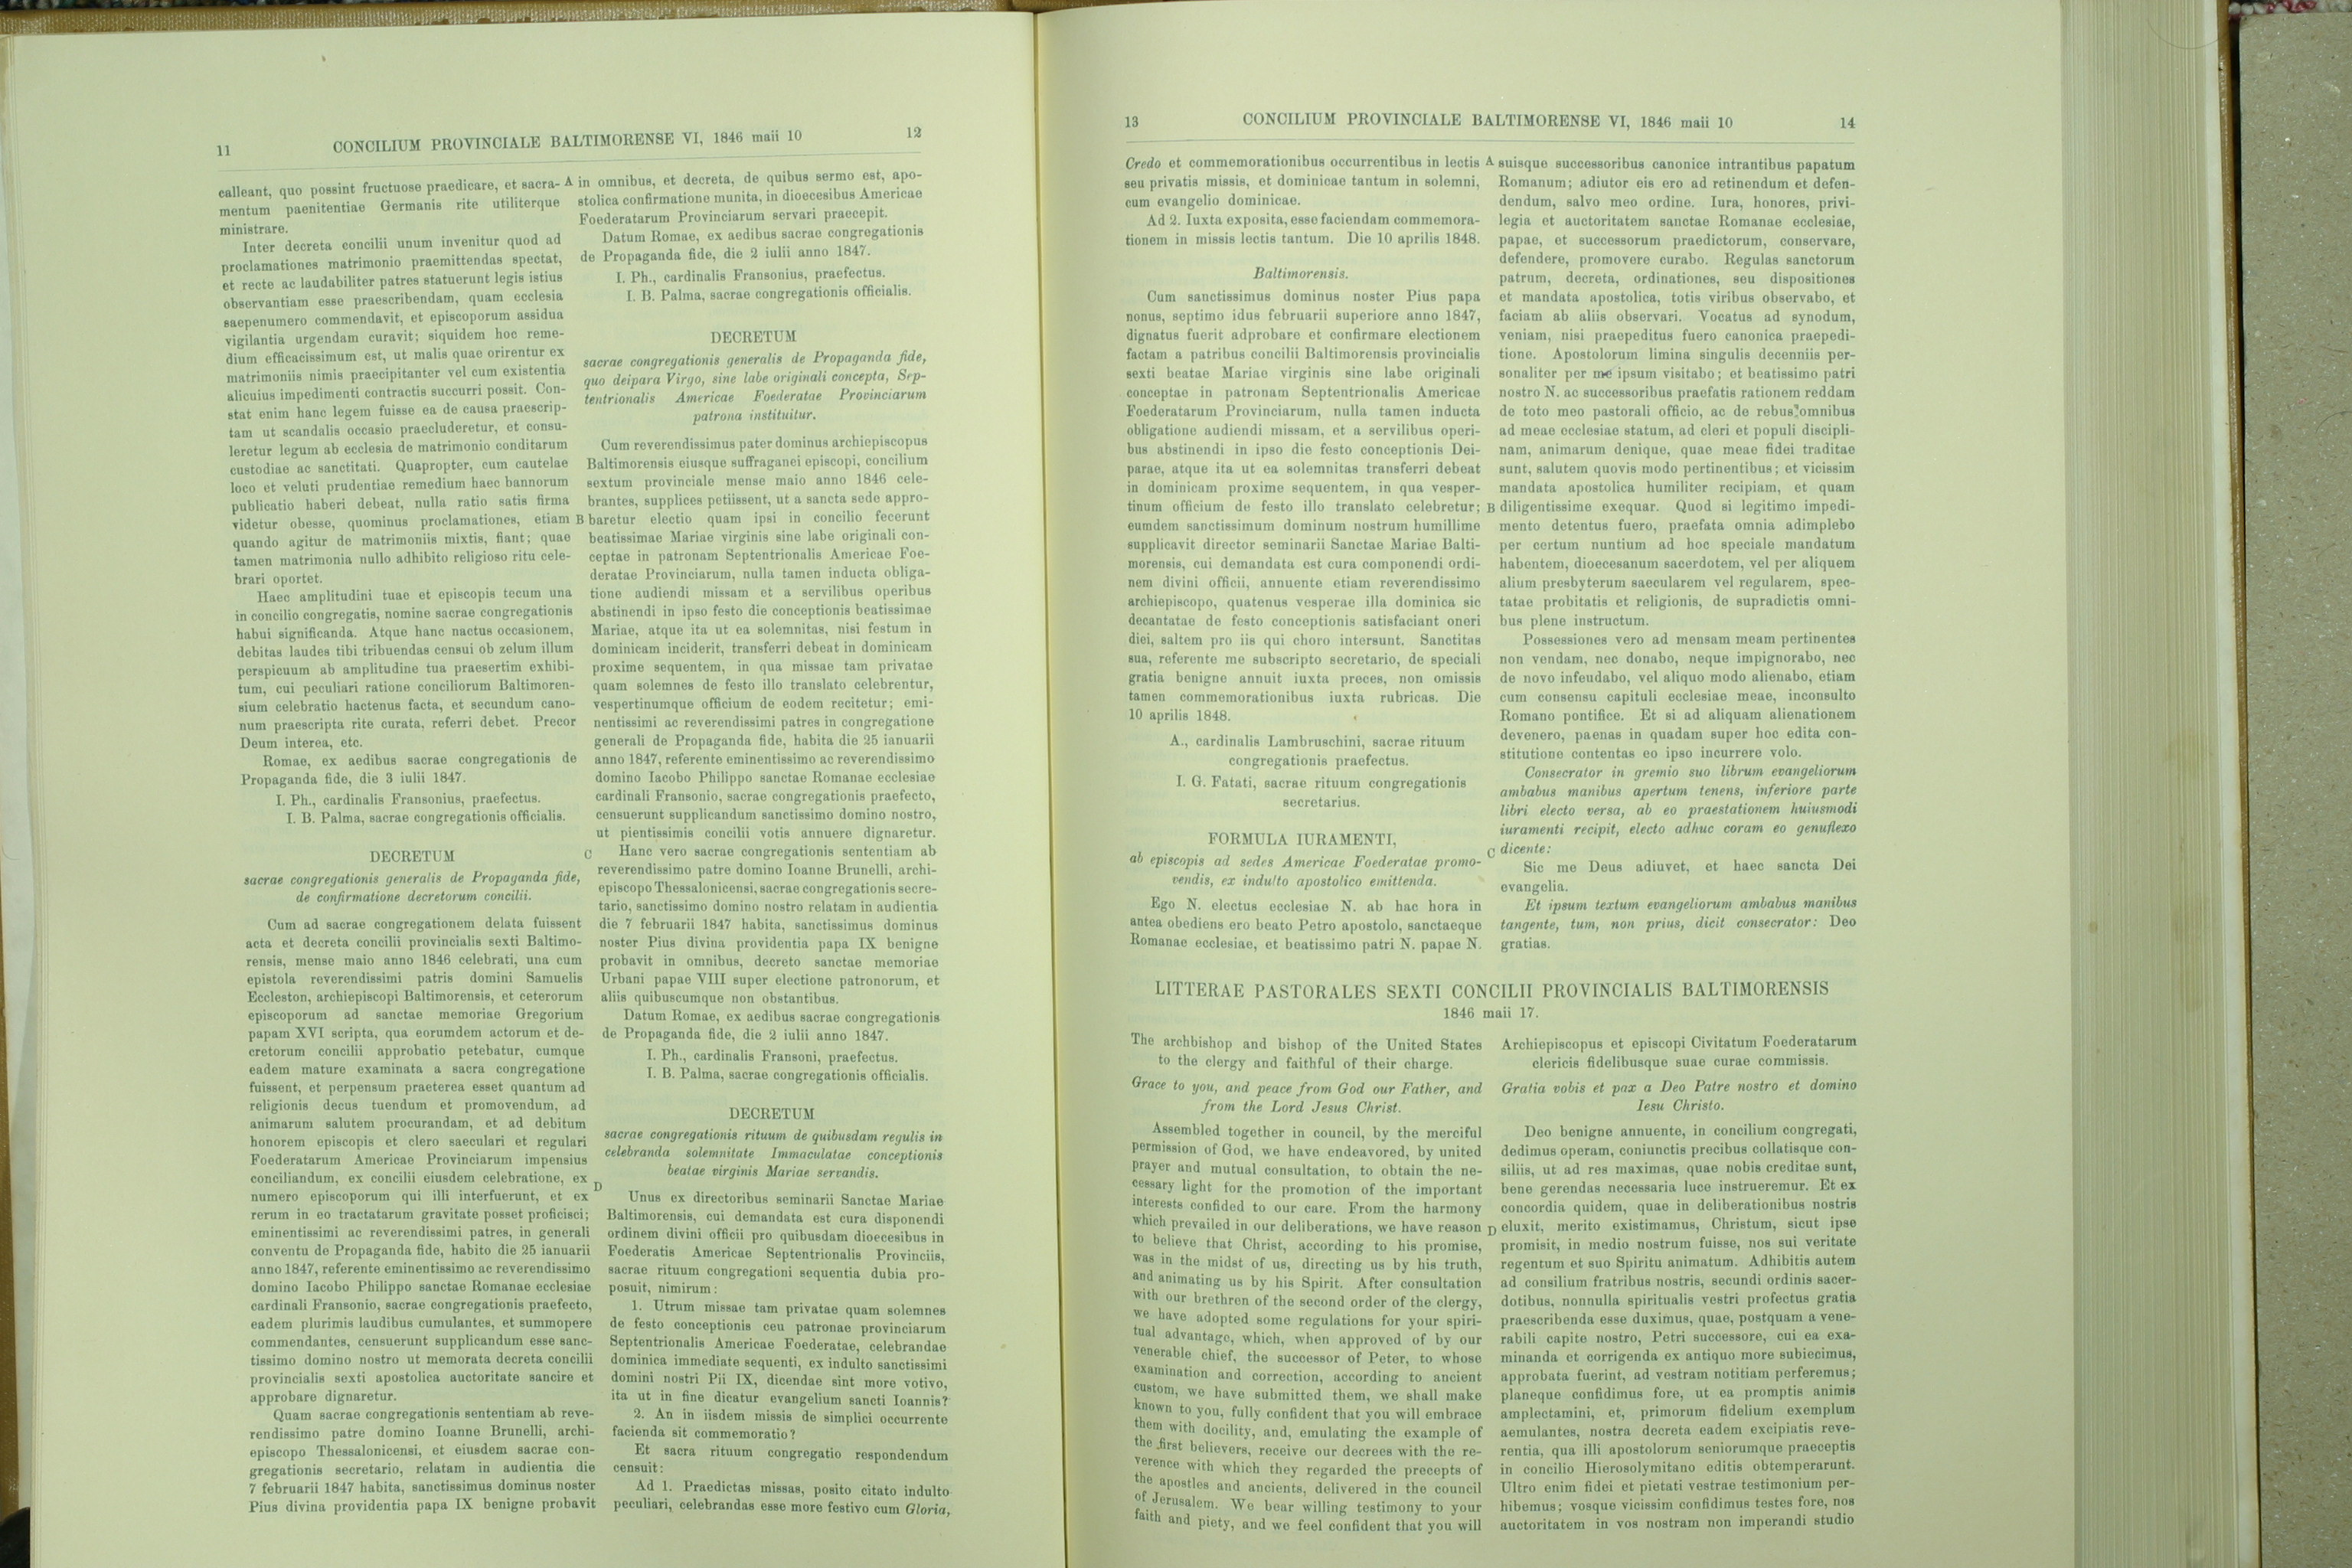 11
CONCILIUM PROVINCIALE BALTIMORENSE VI, 1846 maii 10
12
calleant, quo possint fructuose praedicare, et sacra-
mentum paenitentiae Germanis rite utiliterque
ministrare.
Inter decreta concilii unum invenitur quod ad
proclamationes matrimonio praemittendas spectat,
et recte ac laudabiliter patres statuerunt legis istius
observantiam esse praescribendam, quam ecclesia
saepenumero commendavit, et episcoporum assidua
vigilantia urgendam curavit; siquidem hoc reme-
dium efficacissimum est, ut malis quae orirentur ex
matrimoniis nimis praecipitanter vel cum existentia
alicuius impedimenti contractis succurri possit. Con-
stat enim hanc legem fuisse ea de causa praescrip-
tam ut scandalis occasio praecluderetur, et consu-
leretur legum ab ecclesia de matrimonio conditarum
custodiae ac sanctitati. Quapropter, cum cautelae
loco et veluti prudentiae remedium haec bannorum
publicatio haberi debeat, nulla ratio satis firma
videtur obesse, quominus proclamationes, etiam
quando agitur de matrimoniis mixtis, fiant; quae
tamen matrimonia nullo adhibito religioso ritu cele-
brari oportet.
Haec amplitudini tuae et episcopis tecum una
in concilio congregatis, nomine sacrae congregationis
habui significanda. Atque hanc nactus occasionem,
debitas laudes tibi tribuendas censui ob zelum illum
perspicuum ab amplitudine tua praesertim exhibi-
tum, cui peculiari ratione conciliorum Baltimoren-
sium celebratio hactenus facta, et secundum cano-
num praescripta rite curata, referri debet. Precor
Deum interea, etc.
Romae, ex aedibus sacrae congregationis de
Propaganda fide, die 3 iulii 1847.
I. Ph., cardinalis Fransonius, praefectus.
I. B. Palma, sacrae congregationis officialis.
DECRETUM
sacrae congregationis generalis de Propaganda fide,
de confirmatione decretorum concilii.
Cum ad sacrae congregationem delata fuissent
acta et decreta concilii provincialis sexti Baltimo-
rensis, mense maio anno 1846 celebrati, una cum
epistola reverendissimi patris domini Samuelis
Eccleston, archiepiscopi Baltimorensis, et ceterorum
episcoporum ad sanctae memoriae Gregorium
papam XVI scripta, qua eorumdem actorum et de-
cretorum concilii approbatio petebatur, cumque
eadem mature examinata a sacra congregatione
fuissent, et perpensum praeterea esset quantum ad
religionis decus tuendum et promovendum, ad
animarum salutem procurandam, et ad debitum
honorem episcopis et clero saeculari et regulari
Foederatarum Americae Provinciarum impensius
conciliandum, ex concilii eiusdem celebratione, ex
numero episcoporum qui illi interfuerunt, et ex
rerum in eo tractatarum gravitate posset proficisci;
eminentissimi ac reverendissimi patres, in generali
conventu de Propaganda fide, habito die 25 ianuarii
anno 1847, referente eminentissimo ac reverendissimo
domino Iacobo Philippo sanctae Romanae ecclesiae
cardinali Fransonio, sacrae congregationis praefecto,
eadem plurimis laudibus cumulantes, et summopere
commendantes, censuerunt supplicandum esse sanc-
tissimo domino nostro ut memorata decreta concilii
provincialis sexti apostolica auctoritate sancire et
approbare dignaretur.
Quam sacrae congregationis sententiam ab reve-
rendissimo patre domino Ioanne Brunelli, archi-
episcopo Thessalonicensi, et eiusdem sacrae con-
gregationis secretario, relatam in audientia die
7 februarii 1847 habita, sanctissimus dominus noster
Pius divina providentia papa IX benigne probavit
A
B
C
D
in omnibus, et decreta, de quibus sermo est, apo-
stolica confirmatione munita, in dioecesibus Americae
Foederatarum Provinciarum servari praecepit.
Datum Romae, ex aedibus sacrae congregationis
de Propaganda fide, die 2 iulii anno 1847.
I. Ph., cardinalis Fransonius, praefectus.
I. B. Palma, sacrae congregationis officialis.
DECRETUM
sacrae congregationis generalis de Propaganda fide,
quo deipara Virgo, sine labe originali concepta, Sep-
tentrionalis Americae Foederatae Provinciarum
patrona instituitur.
Cum reverendissimus pater dominus archiepiscopus
Baltimorensis eiusque suffraganei episcopi, concilium
sextum provinciale mense maio anno 1846 cele-
brantes, supplices petiissent, ut a sancta sede appro-
baretur electio quam ipsi in concilio fecerunt
beatissimae Mariae virginis sine labe originali con-
ceptae in patronam Septentrionalis Americae Foe-
deratae Provinciarum, nulla tamen inducta obliga-
tione audiendi missam et a servilibus operibus
abstinendi in ipso festo die conceptionis beatissimae
Mariae, atque ita ut ea solemnitas, nisi festum in
dominicam inciderit, transferri debeat in dominicam
proxime sequentem, in qua missae tam privatae
quam solemnes de festo illo translato celebrentur,
vespertinumque officium de eodem recitetur; emi-
nentissimi ac reverendissimi patres in congregatione
generali de Propaganda fide, habita die 25 ianuarii
anno 1847, referente eminentissimo ac reverendissimo
domino Iacobo Philippo sanctae Romanae ecclesiae
cardinali Fransonio, sacrae congregationis praefecto,
censuerunt supplicandum sanctissimo domino nostro,
ut pientissimis concilii votis annuere dignaretur.
Hanc vero sacrae congregationis sententiam ab
reverendissimo patre domino Ioanne Brunelli, archi-
episcopo Thessalonicensi, sacrae congregationis secre-
tario, sanctissimo domino nostro relatam in audientia
die 7 februarii 1847 habita, sanctissimus dominus
noster Pius divina providentia papa IX benigne
probavit in omnibus, decreto sanctae memoriae
Urbani papae VIII super electione patronorum, et
aliis quibuscumque non obstantibus.
Datum Romae, ex aedibus sacrae congregationis
de Propaganda fide, die 2 iulii anno 1847.
I. Ph., cardinalis Fransoni, praefectus.
I. B. Palma, sacrae congregationis officialis.
DECRETUM
sacrae congregationis rituum de quibusdam regulis in
celebranda solemnitate Immaculatae conceptionis
beatae virginis Mariae servandis.
Unus ex directoribus seminarii Sanctae Mariae
Baltimorensis, cui demandata est cura disponendi
ordinem divini officii pro quibusdam dioecesibus in
Foederatis Americae Septentrionalis Provinciis,
sacrae rituum congregationi sequentia dubia pro-
posuit, nimirum:
1. Utrum missae tam privatae quam solemnes
de festo conceptionis ceu patronae provinciarum
Septentrionalis Americae Foederatae, celebrandae
dominica immediate sequenti, ex indulto sanctissimi
domini nostri Pii IX, dicendae sint more votivo,
ita ut in fine dicatur evangelium sancti Ioannis?
2. An in iisdem missis de simplici occurrente
facienda sit commemoratio?
Et sacra rituum congregatio respondendum
censuit:
Ad 1. Praedictas missas, posito citato indulto
peculiari, celebrandas esse more festivo cum Gloria,
13
CONCILIUM PROVINCIALE BALTIMORENSE VI, 1846 maii 10
14
Credo et commemorationibus occurrentibus in lectis
seu privatis missis, et dominicae tantum in solemni,
cum evangelio dominicae.
Ad 2. Iuxta exposita, esse faciendam commemora-
tionem in missis lectis tantum. Die 10 aprilis 1848.
Baltimorensis.
Cum sanctissimus dominus noster Pius papa
nonus, septimo idus februarii superiore anno 1847,
dignatus fuerit adprobare et confirmare electionem
factam a patribus concilii Baltimorensis provincialis
sexti beatae Mariae virginis sine labe originali
conceptae in patronam Septentrionalis Americae
Foederatarum Provinciarum, nulla tamen inducta
obligatione audiendi missam, et a servilibus operi-
bus abstinendi in ipso die festo conceptionis Dei-
parae, atque ita ut ea solemnitas transferri debeat
in dominicam proxime sequentem, in qua vesper-
tinum officium de festo illo translato celebretur;
eumdem sanctissimum dominum nostrum humillime
supplicavit director seminarii Sanctae Mariae Balti-
morensis, cui demandata est cura componendi ordi-
nem divini officii, annuente etiam reverendissimo
archiepiscopo, quatenus vesperae illa dominica sic
decantatae de festo conceptionis satisfaciant oneri
diei, saltem pro iis qui choro intersunt. Sanctitas
sua, referente me subscripto secretario, de speciali
gratia benigne annuit iuxta preces, non omissis
tamen commemorationibus iuxta rubricas. Die
10 aprilis 1848.
A., cardinalis Lambruschini, sacrae rituum
congregationis praefectus.
I. G. Fatati, sacrae rituum congregationis
secretarius.
FORMULA IURAMENTI,
ab episcopis ad sedes Americae Foederatae promo-
vendis, ex indulto apostolico emittenda.
Ego N. electus ecclesiae N. ab hac hora in
antea obediens ero beato Petro apostolo, sanctaeque
Romanae ecclesiae, et beatissimo patri N. papae N.
A
B
C
suisque successoribus canonice intrantibus papatum
Romanum; adiutor eis ero ad retinendum et defen-
dendum, salvo meo ordine. Iura, honores, privi-
legia et auctoritatem sanctae Romanae ecclesiae,
papae, et successorum praedictorum, conservare,
defendere, promovere curabo. Regulas sanctorum
patrum, decreta, ordinationes, seu dispositiones
et mandata apostolica, totis viribus observabo, et
faciam ab aliis observari. Vocatus ad synodum,
veniam, nisi praepeditus fuero canonica praepedi-
tione. Apostolorum limina singulis decenniis per-
sonaliter per me ipsum visitabo; et beatissimo patri
nostro N. ac successoribus praefatis rationem reddam
de toto meo pastorali officio, ac de rebus omnibus
ad meae ecclesiae statum, ad cleri et populi discipli-
nam, animarum denique, quae meae fidei traditae
sunt, salutem quovis modo pertinentibus; et vicissim
mandata apostolica humiliter recipiam, et quam
diligentissime exequar. Quod si legitimo impedi-
mento detentus fuero, praefata omnia adimplebo
per certum nuntium ad hoc speciale mandatum
habentem, dioecesanum sacerdotem, vel per aliquem
alium presbyterum saecularem vel regularem, spec-
tatae probitatis et religionis, de supradictis omni-
bus plene instructum.
Possessiones vero ad mensam meam pertinentes
non vendam, nec donabo, neque impignorabo, nec
de novo infeudabo, vel aliquo modo alienabo, etiam
cum consensu capituli ecclesiae meae, inconsulto
Romano pontifice. Et si ad aliquam alienationem
devenero, paenas in quadam super hoc edita con-
stitutione contentas eo ipso incurrere volo.
Consecrator in gremio suo librum evangeliorum
ambabus manibus apertum tenens, inferiore parte
libri electo versa, ab eo praestationem huiusmodi
iuramenti recipit, electo adhuc coram eo genuflexo
dicente:
Sic me Deus adiuvet, et haec sancta Dei
evangelia.
Et ipsum textum evangeliorum ambabus manibus
tangente, tum, non prius, dicit consecrator: Deo
gratias.
LITTERAE PASTORALES SEXTI CONCILII PROVINCIALIS BALTIMORENSIS
1846 maii 17.
The archbishop and bishop of the United States
to the clergy and faithful of their charge.
Grace to you, and peace from God our Father, and
from the Lord Jesus Christ.
Assembled together in council, by the merciful
permission of God, we have endeavored, by united
prayer and mutual consultation, to obtain the ne-
cessary light for the promotion of the important
interests confided to our care. From the harmony
which prevailed in our deliberations, we have reason
to believe that Christ, according to his promise,
was in the midst of us, directing us by his truth,
and animating us by his Spirit. After consultation
with our brethren of the second order of the clergy,
we have adopted some regulations for your spiri-
tual advantage, which, when approved of by our
venerable chief, the successor of Peter, to whose
examination and correction, according to ancient
custom, we have submitted them, we shall make
known to you, fully confident that you will embrace
them with docility, and, emulating the example of
the first believers, receive our decrees with the re-
verence with which they regarded the precepts of
the apostles and ancients, delivered in the council
of Jerusalem. We bear willing testimony to your
faith and piety, and we feel confident that you will
D
Archiepiscopus et episcopi Civitatum Foederatarum
clericis fidelibusque suae curae commissis.
Gratia vobis et pax a Deo Patre nostro et domino
Iesu Christo.
Deo benigne annuente, in concilium congregati,
dedimus operam, coniunctis precibus collatisque con-
siliis, ut ad res maximas, quae nobis creditae sunt,
bene gerendas necessaria luce instrueremur. Et ex
concordia quidem, quae in deliberationibus nostris
eluxit, merito existimamus, Christum, sicut ipse
promisit, in medio nostrum fuisse, nos sui veritate
regentum et suo Spiritu animatum. Adhibitis autem
ad consilium fratribus nostris, secundi ordinis sacer-
dotibus, nonnulla spiritualis vestri profectus gratia
praescribenda esse duximus, quae, postquam a vene-
rabili capite nostro, Petri successore, cui ea exa-
minanda et corrigenda ex antiquo more subiecimus,
approbata fuerint, ad vestram notitiam perferemus;
planeque confidimus fore, ut ea promptis animis
amplectamini, et, primorum fidelium exemplum
aemulantes, nostra decreta eadem excipiatis reve-
rentia, qua illi apostolorum seniorumque praeceptis
in concilio Hierosolymitano editis obtemperarunt.
Ultro enim fidei et pietati vestrae testimonium per-
hibemus; vosque vicissim confidimus testes fore, nos
auctoritatem in vos nostram non imperandi studio